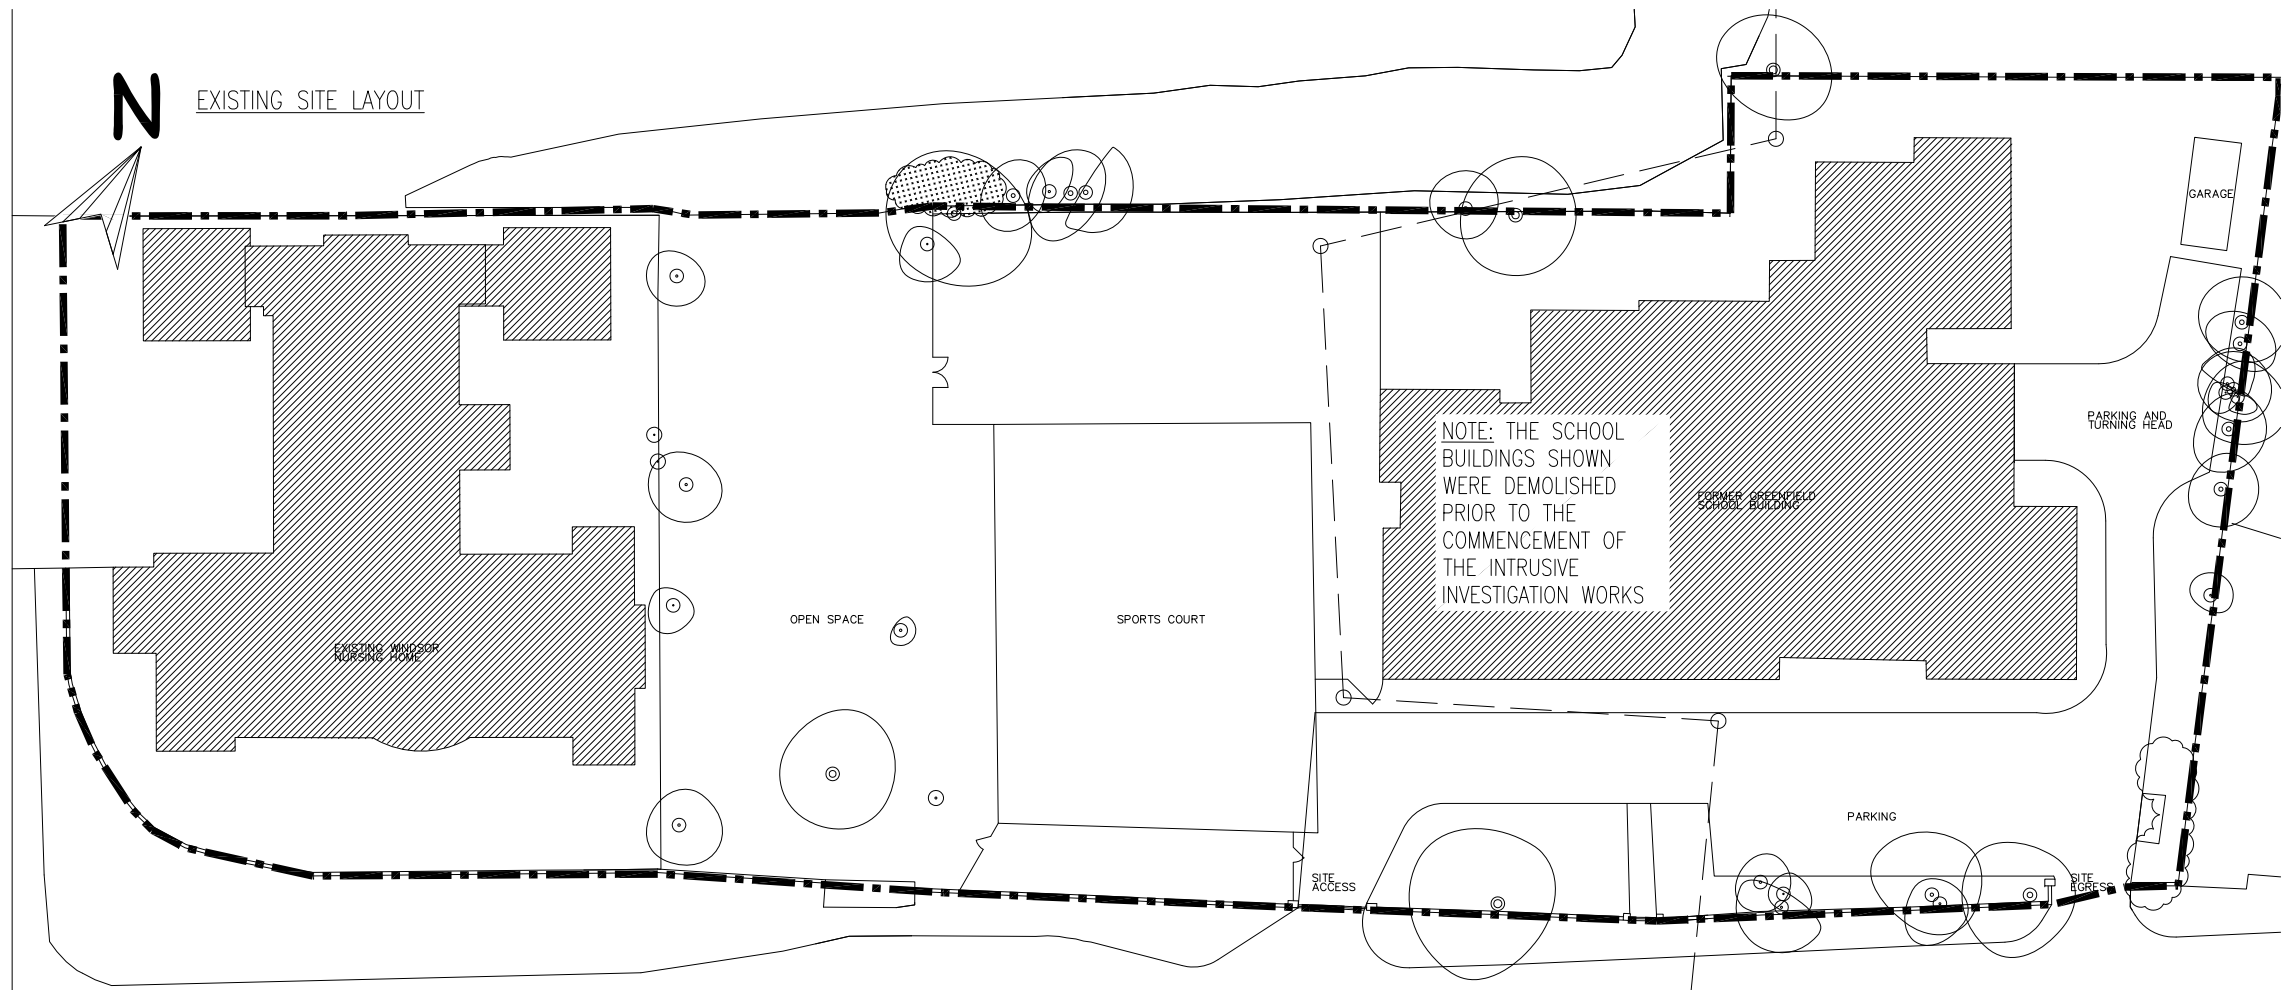 N
EXISTING SITE LAYOUT
GARAGE
PARKING AND
TURNING HEAD
NOTE: THE SCHOOL
BUILDINGS SHOWN
WERE DEMOLISHED
PRIOR TO THE
COMMENCEMENT OF
THE INTRUSIVE
INVESTIGATION WORKS
FORMER GREENFIELD
SCHOOL BUILDING
OPEN SPACE
SPORTS COURT
EXISTING WINDSOR
NURSING HOME
PARKING
SITE
ACCESS
SITE
EGRESS